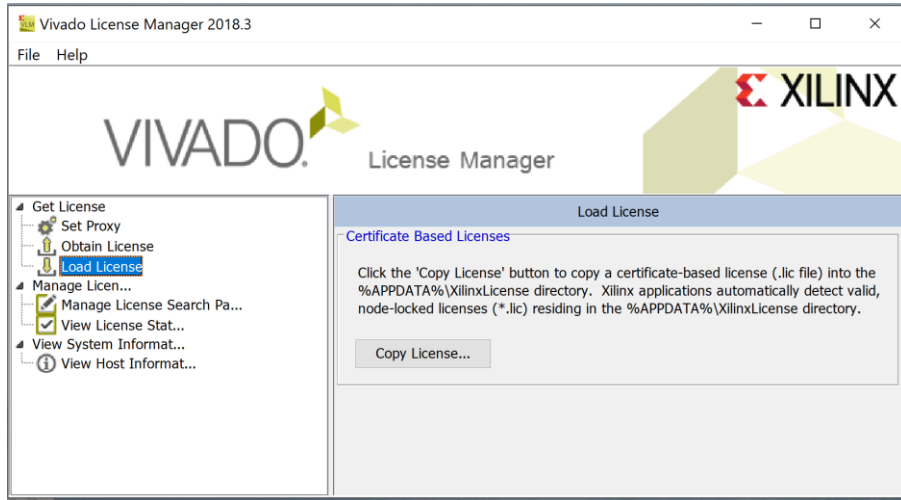 VLM
Vivado License Manager 2018.3
File Help
VIVADO.
License Manager
XILINX
Get License
Set Proxy
Obtain License
Load License
Manage Licen...
Manage License Search Pa...
View License Stat...
View System Informat...
View Host Informat...
Load License
Certificate Based Licenses
Click the 'Copy License' button to copy a certificate-based license (.lic file) into the
%APPDATA%\XilinxLicense directory. Xilinx applications automatically detect valid,
node-locked licenses (*.lic) residing in the %APPDATA%\XilinxLicense directory.
Copy License...